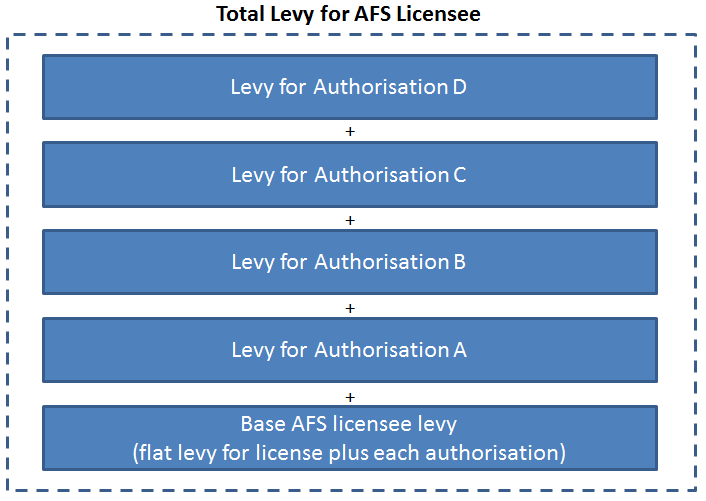 Total Levy for AFS Licensee
Levy for Authorisation D
+
Levy for Authorisation C
+
Levy for Authorisation B
+
Levy for Authorisation A
+
Base AFS licensee levy
(flat levy for license plus each authorisation)